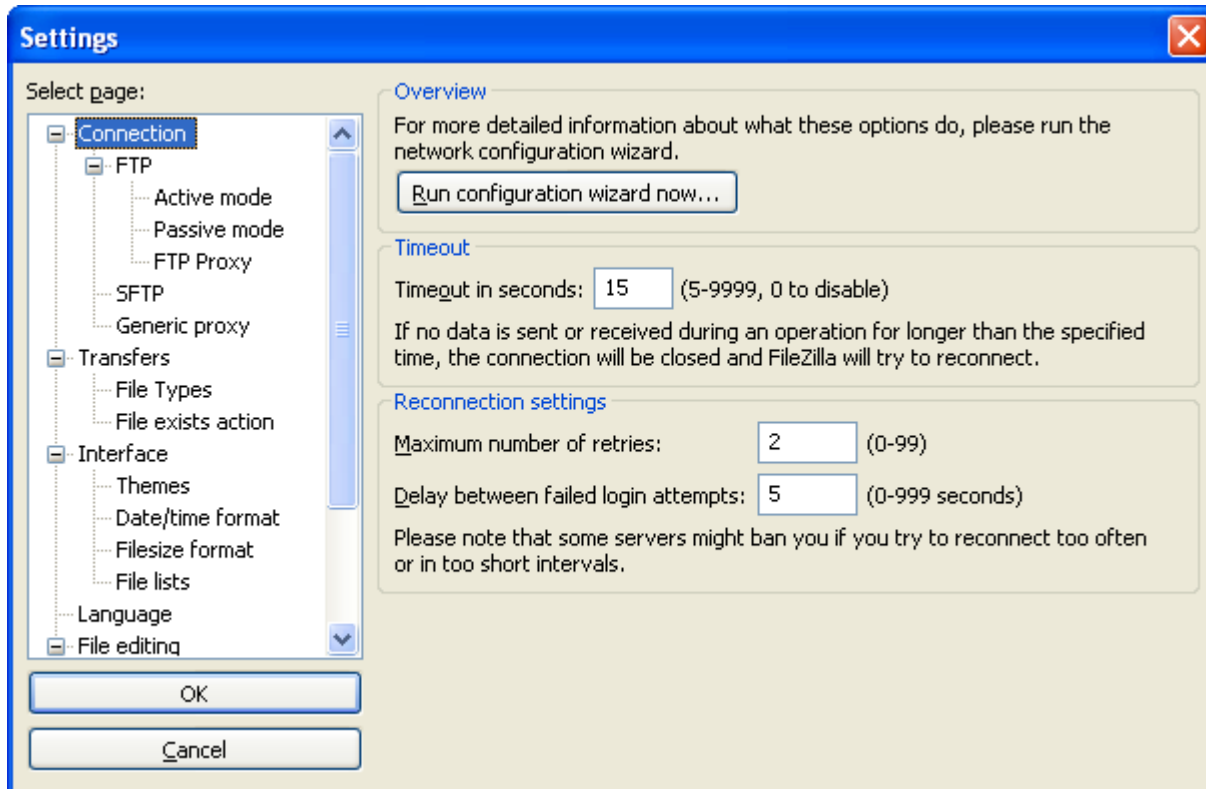 Settings
Select page:
Connection
FTP
Active mode
Passive mode
FTP Proxy
SFTP
Generic proxy
Transfers
File Types
File exists action
Interface
Themes
Date/time format
Filesize format
File lists
Language
File editing
OK
Cancel
Overview
For more detailed information about what these options do, please run the
network configuration wizard.
Run configuration wizard now...
Timeout
Timeout in seconds: 15 (5-9999, 0 to disable)
If no data is sent or received during an operation for longer than the specified
time, the connection will be closed and FileZilla will try to reconnect.
Reconnection settings
Maximum number of retries: 2 (0-99)
Delay between failed login attempts: 5 (0-999 seconds)
Please note that some servers might ban you if you try to reconnect too often
or in too short intervals.